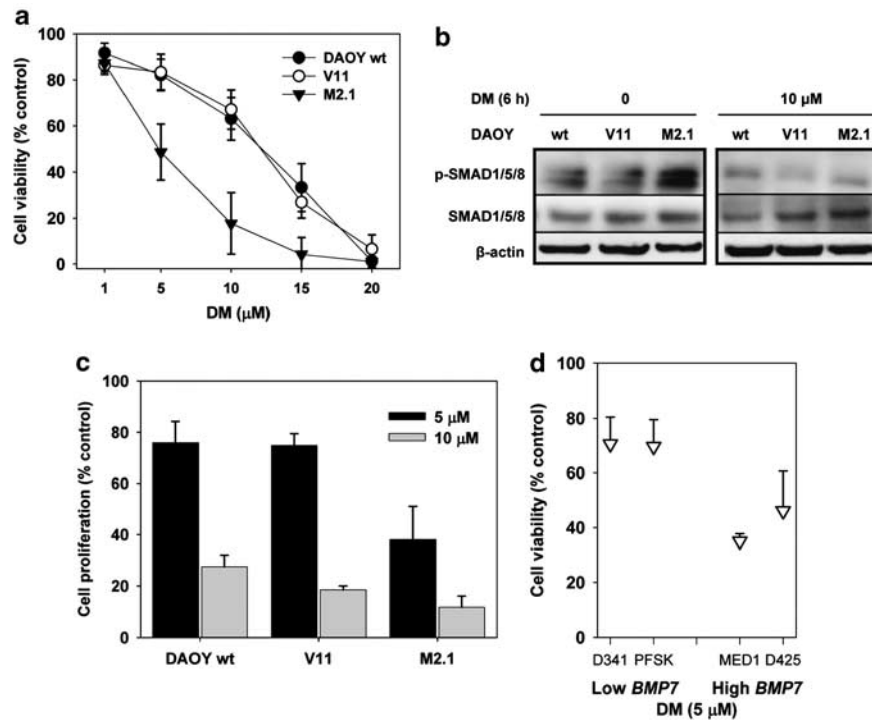 a
Cell viability (% control)
100
80
60
40
20
0
DAOY wt
V11
M2.1
1 5 10 15 20
DM (µM)
b
DM (6 h) 0 10 µM
DAOY wt V11 M2.1 wt V11 M2.1
p-SMAD1/5/8
SMAD1/5/8
β-actin
c
Cell proliferation (% control)
100
80
60
40
20
0
5 µM
10 µM
DAOY wt V11 M2.1
d
Cell viability (% control)
100
80
60
40
20
0
D341 PFSK MED1 D425
Low BMP7 High BMP7
DM (5 µM)